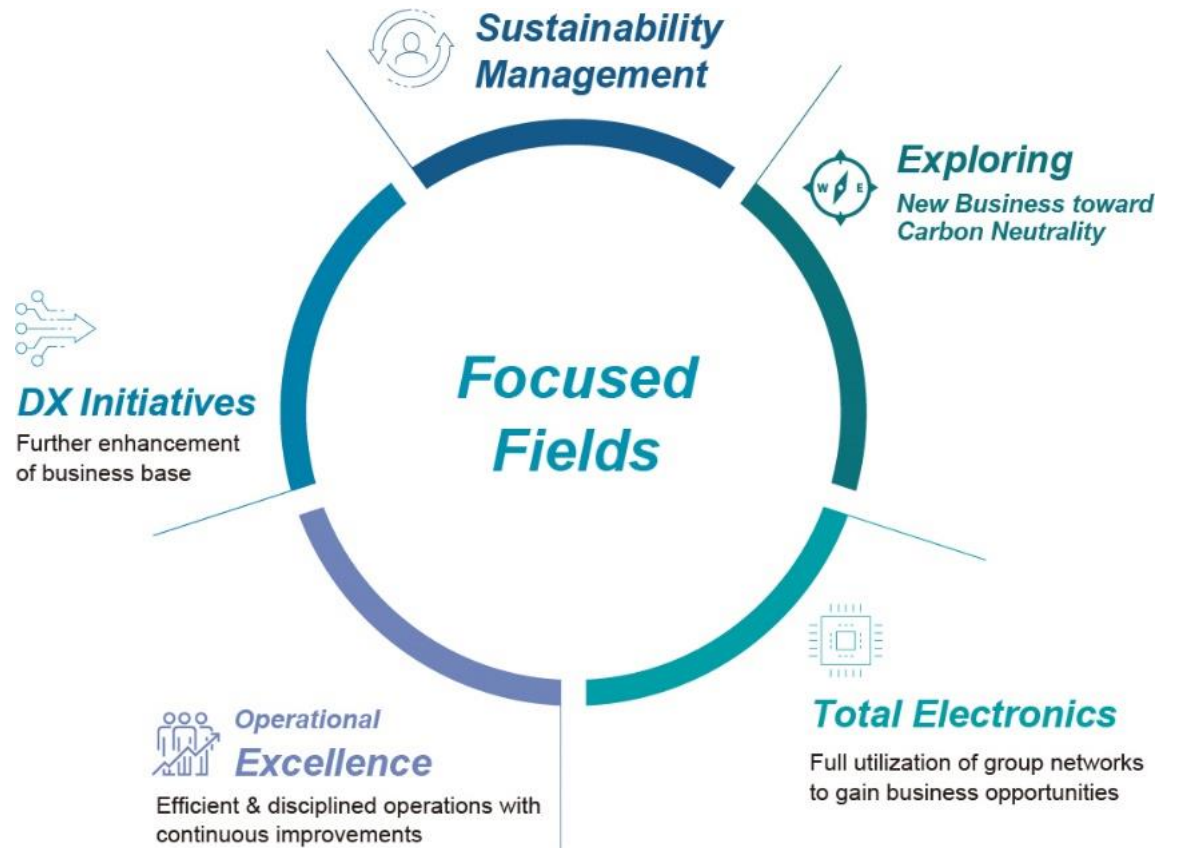 Sustainability
Management
Exploring
New Business toward
Carbon Neutrality
W E
Focused
Fields
DX Initiatives
Further enhancement
of business base
Total Electronics
Full utilization of group networks
to gain business opportunities
Operational
Excellence
Efficient & disciplined operations with
continuous improvements